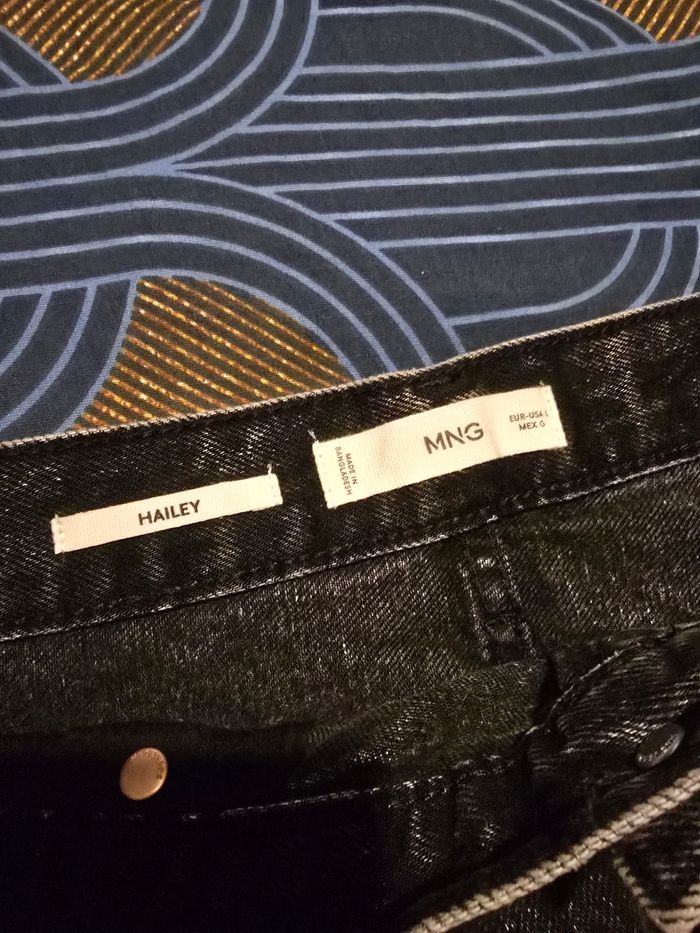 HAILEY
MADE IN
BANGLADESH
MNG
EUR-USA L
MEX G